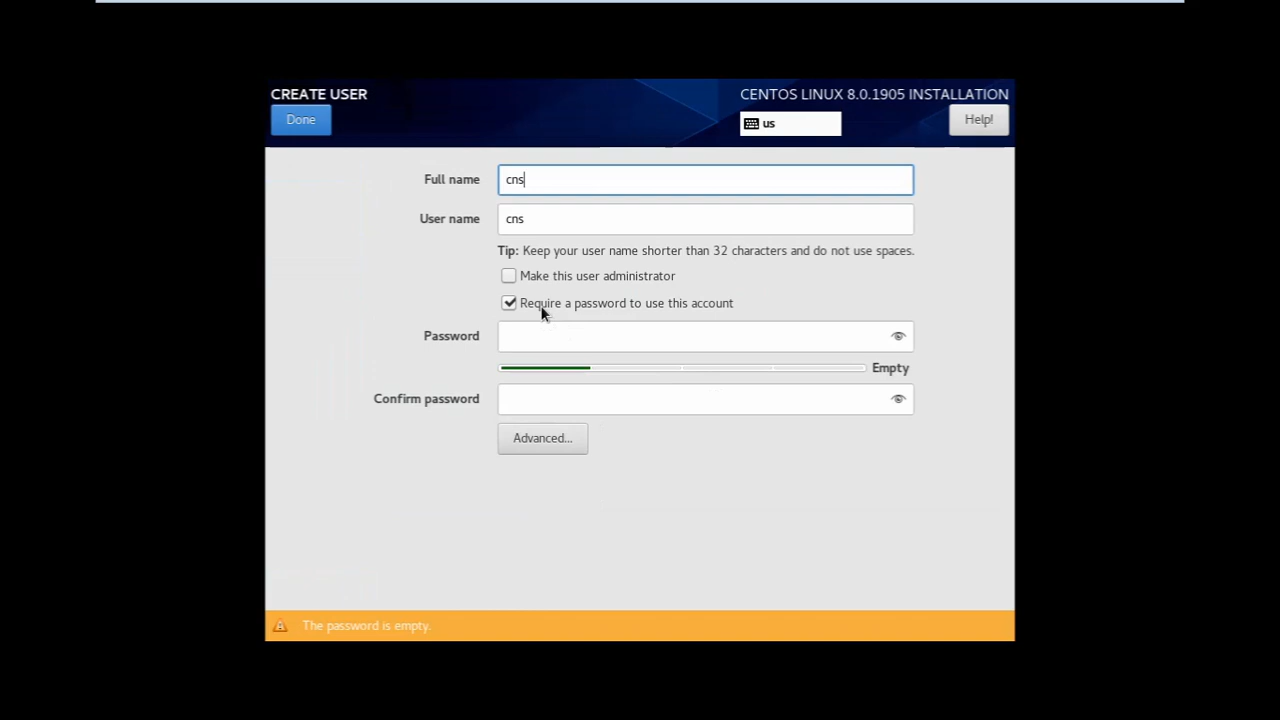 CREATE USER
CENTOS LINUX 8.0.1905 INSTALLATION
Done
us
Help!
Full name
cns
User name
cns
Tip: Keep your user name shorter than 32 characters and do not use spaces.
Make this user administrator
Require a password to use this account
Password
Empty
Confirm password
Advanced...
The password is empty.